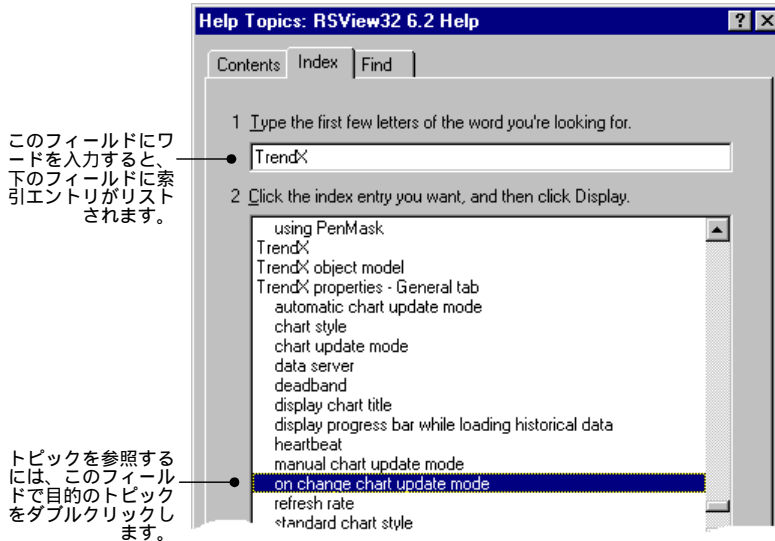 Help Topics: RSView32 6.2 Help
Contents Index Find
1 Type the first few letters of the word you're looking for.
このフィールドにワ
ードを入力すると、
下のフィールドに索
引エントリがリスト
されます。
TrendX
2 Click the index entry you want, and then click Display.
using PenMask
TrendX
TrendX object model
TrendX properties - General tab
automatic chart update mode
chart style
chart update mode
data server
deadband
display chart title
display progress bar while loading historical data
heartbeat
manual chart update mode
on change chart update mode
refresh rate
standard chart style
トピックを参照する
には、このフィール
ドで目的のトピック
をダブルクリックし
ます。